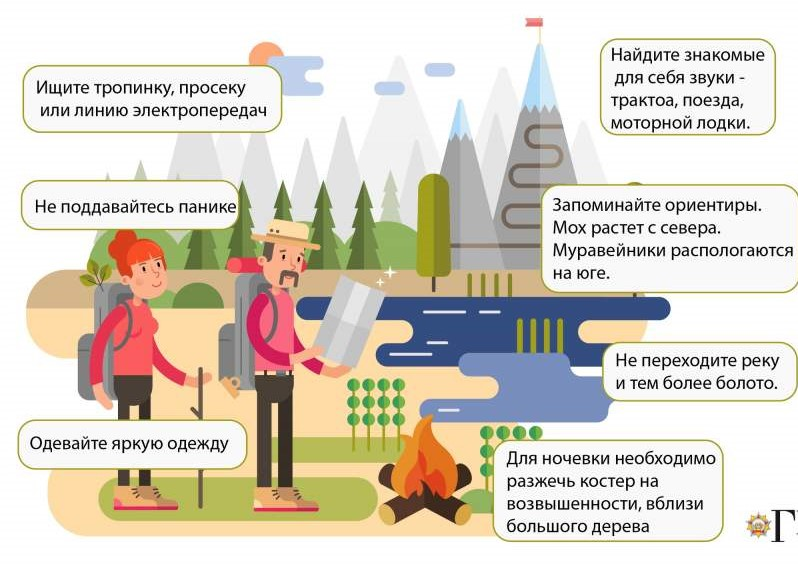 Ищите тропинку, просеку
или линию электропередач
Найдите знакомые
для себя звуки -
трактоа, поезда,
моторной лодки.
Не поддавайтесь панике
Запоминайте ориентиры.
Мох растет с севера.
Муравейники распологаются
на юге.
Не переходите реку
и тем более болото.
Одевайте яркую одежду
Для ночевки необходимо
разжечь костер на
возвышенности, вблизи
большого дерева